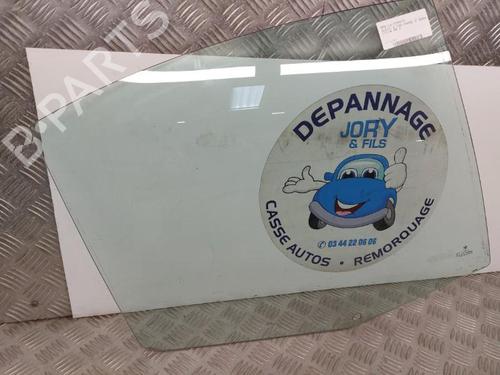 B-PARTS
DEPANNAGE
JORY
& FILS
03 44 22 06 06
CASSE AUTOS • REMORQUAGE